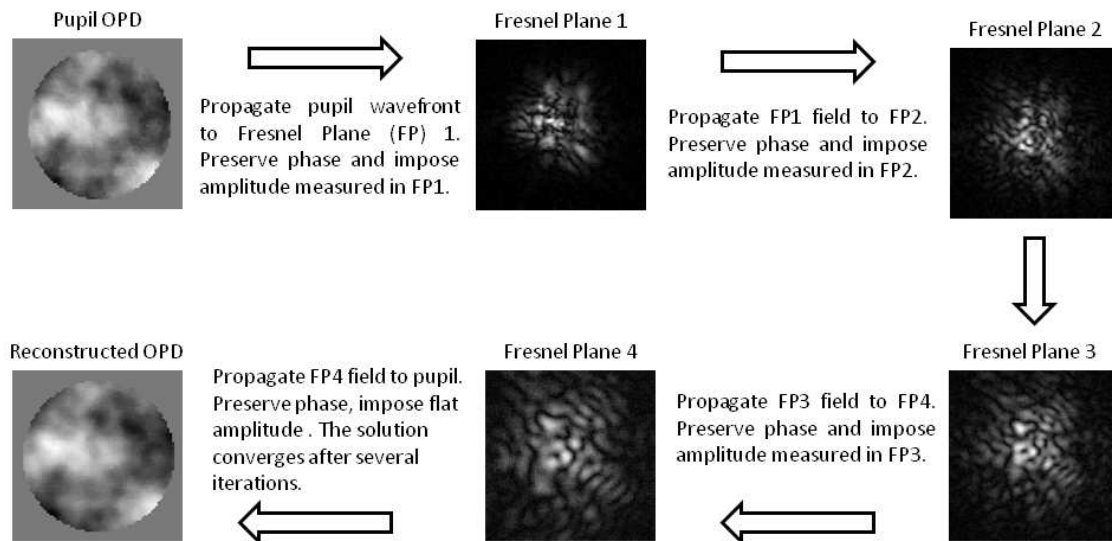 Pupil OPD
Propagate pupil wavefront
to Fresnel Plane (FP) 1.
Preserve phase and impose
amplitude measured in FP1.
Fresnel Plane 1
Propagate FP1 field to FP2.
Preserve phase and impose
amplitude measured in FP2.
Fresnel Plane 2
Fresnel Plane 3
Propagate FP3 field to FP4.
Preserve phase and impose
amplitude measured in FP3.
Fresnel Plane 4
Propagate FP4 field to pupil.
Preserve phase, impose flat
amplitude . The solution
converges after several
iterations.
Reconstructed OPD